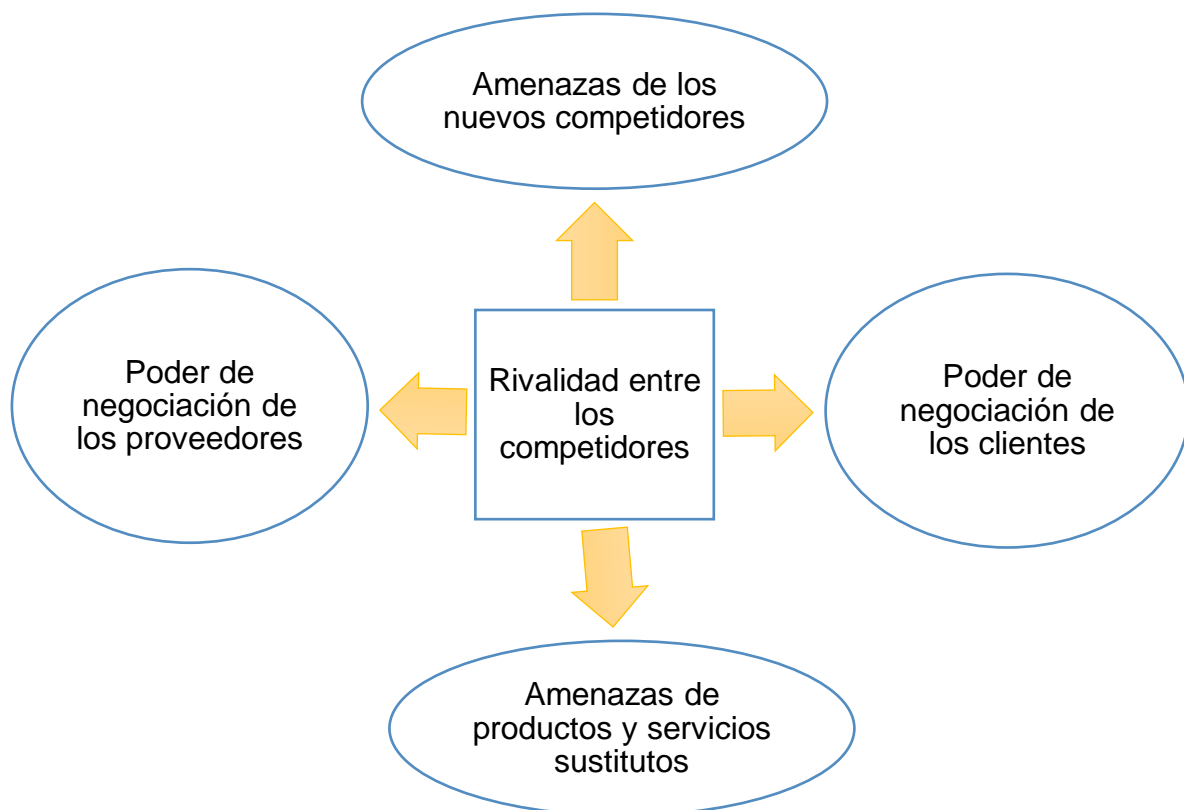 Amenazas de los
nuevos competidores
Poder de
negociación de
los proveedores
Rivalidad entre
los
competidores
Poder de
negociación de
los clientes
Amenazas de
productos y servicios
sustitutos